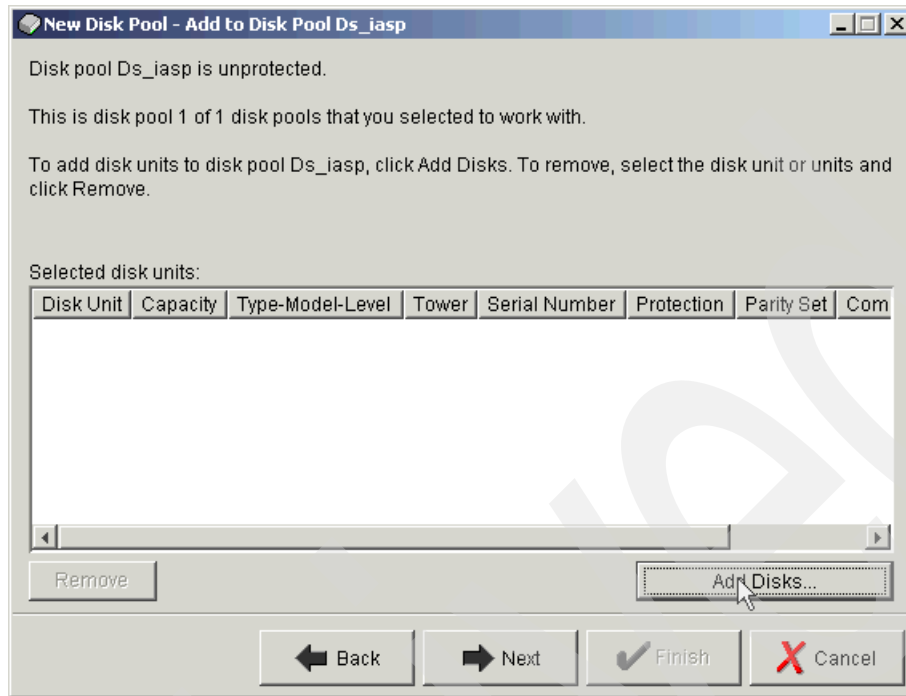 New Disk Pool - Add to Disk Pool Ds_iasp
Disk pool Ds_iasp is unprotected.
This is disk pool 1 of 1 disk pools that you selected to work with.
To add disk units to disk pool Ds_iasp, click Add Disks. To remove, select the disk unit or units and
click Remove.
Selected disk units:
Disk Unit Capacity Type-Model-Level Tower Serial Number Protection Parity Set Com
Remove Add Disks...
Back Next Finish Cancel